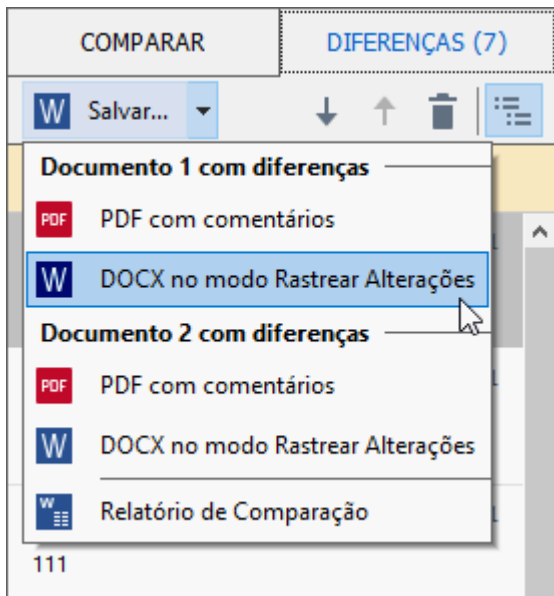 COMPARAR
DIFERENÇAS (7)
W Salvar...
Documento 1 com diferenças
PDF PDF com comentários
W DOCX no modo Rastrear Alterações
Documento 2 com diferenças
PDF PDF com comentários
W DOCX no modo Rastrear Alterações
W Relatório de Comparação
111